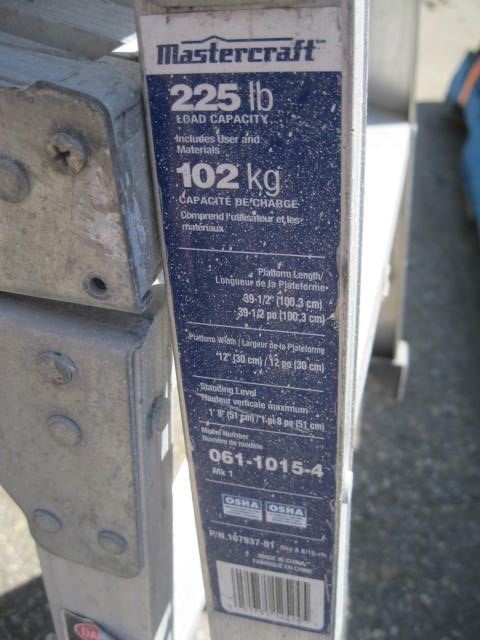 Mastercraft
225 lb
LOAD CAPACITY
Includes User and
Materials
102 kg
CAPACITÉ DE CHARGE
Comprend l'utilisateur et les
matériaux
Platform Length/
Longueur de la Plateforme
39-1/2" (100,3 cm)
39-1/2 po (100,3 cm)
Platform Width / Largeur de la Plateforme
12" (30 cm) / 12 po (30 cm)
Standing Level
Hauteur verticale maximum
1' 8" (51 cm) / 1 pi 8 po (51 cm)
Model Number
Numéro de modèle
061-1015-4
Mk 1
OSHA OSHA
P/N.107937-01
MADE IN CHINA/
FABRIQUÉ EN CHINE